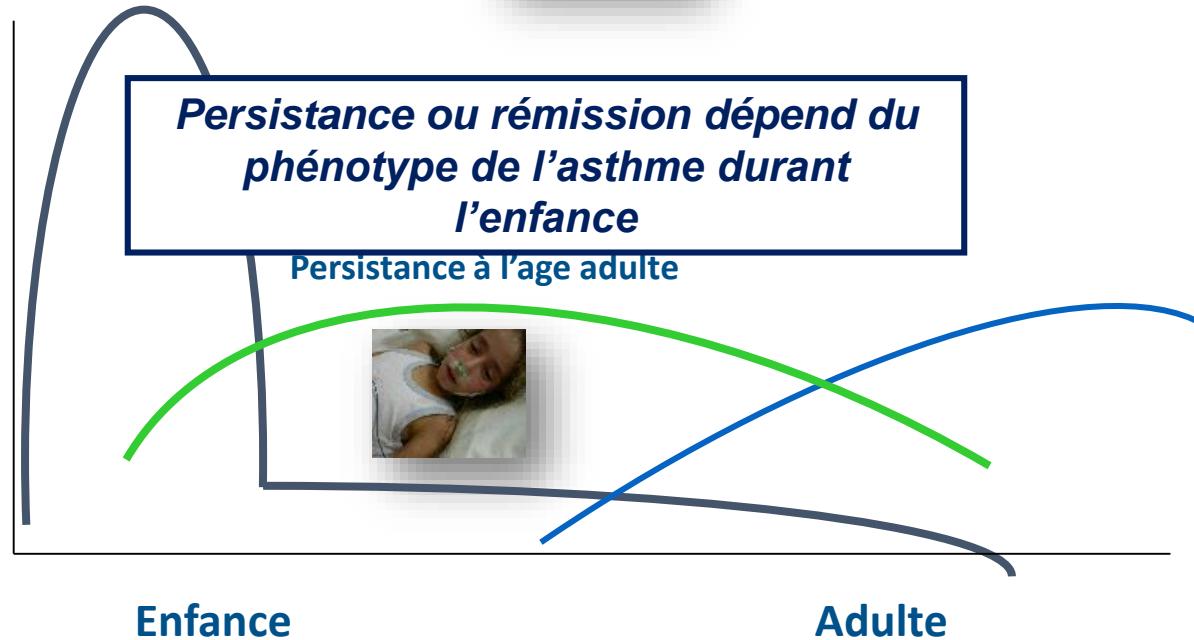 Persistance ou rémission dépend du
phénotype de l'asthme durant
l'enfance
Persistance à l'age adulte
Enfance
Adulte